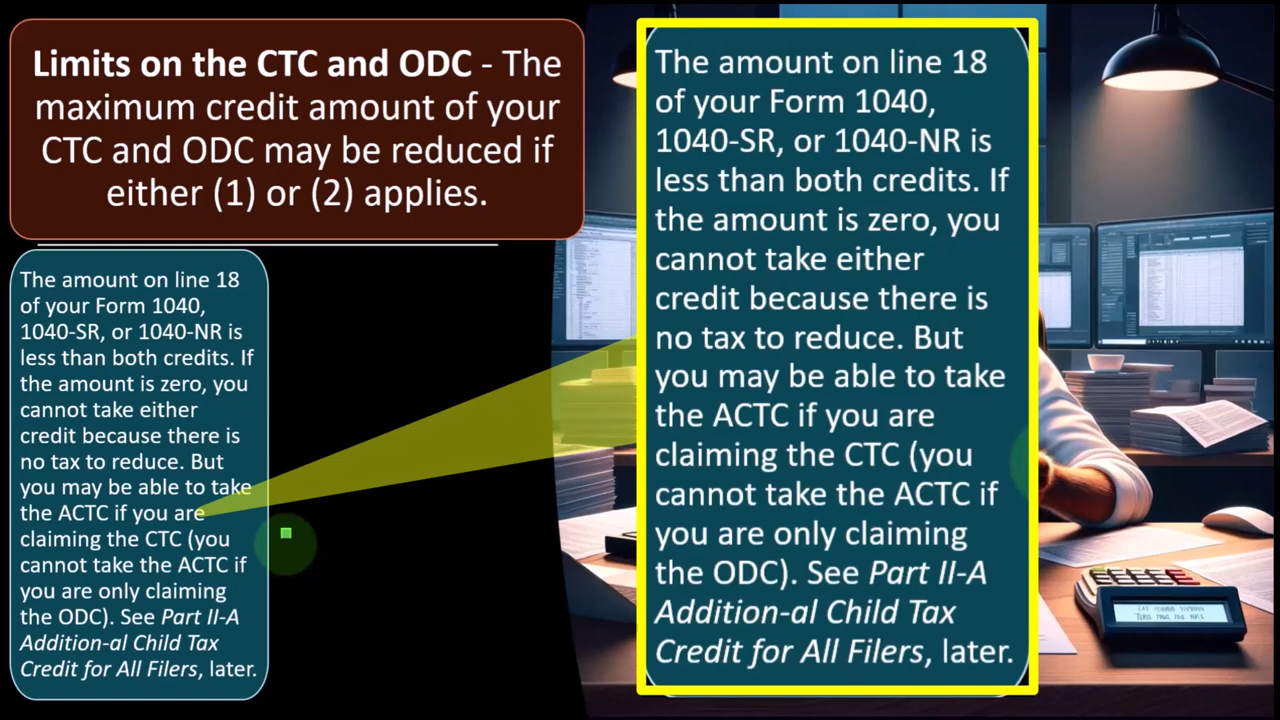 Limits on the CTC and ODC - The
maximum credit amount of your
CTC and ODC may be reduced if
either (1) or (2) applies.
The amount on line 18
of your Form 1040,
1040-SR, or 1040-NR is
less than both credits. If
the amount is zero, you
cannot take either
credit because there is
no tax to reduce. But
you may be able to take
the ACTC if you are
claiming the CTC (you
cannot take the ACTC if
you are only claiming
the ODC). See Part II-A
Addition-al Child Tax
Credit for All Filers, later.
The amount on line 18
of your Form 1040,
1040-SR, or 1040-NR is
less than both credits. If
the amount is zero, you
cannot take either
credit because there is
no tax to reduce. But
you may be able to take
the ACTC if you are
claiming the CTC (you
cannot take the ACTC if
you are only claiming
the ODC). See Part II-A
Addition-al Child Tax
Credit for All Filers, later.